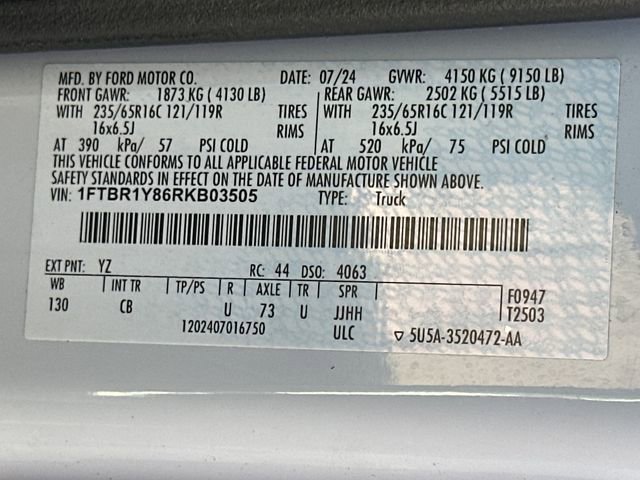 MFD. BY FORD MOTOR CO. DATE: 07/24 GVWR: 4150 KG ( 9150 LB)
FRONT GAWR: 1873 KG ( 4130 LB) REAR GAWR: 2502 KG ( 5515 LB)
WITH 235/65R16C 121/119R TIRES WITH 235/65R16C 121/119R TIRES
16x6.5J RIMS 16x6.5J RIMS
AT 390 kPa/ 57 PSI COLD AT 520 kPa/ 75 PSI COLD
THIS VEHICLE CONFORMS TO ALL APPLICABLE FEDERAL MOTOR VEHICLE
SAFETY STANDARDS IN EFFECT ON THE DATE OF MANUFACTURE SHOWN ABOVE.
VIN: 1FTBR1Y86RKB03505 TYPE: Truck
EXT PNT: YZ RC: 44 DSO: 4063
WB INT TR TP/PS R AXLE TR SPR F0947
130 CB U 73 U JJHH T2503
1202407016750 ULC 5U5A-3520472-AA